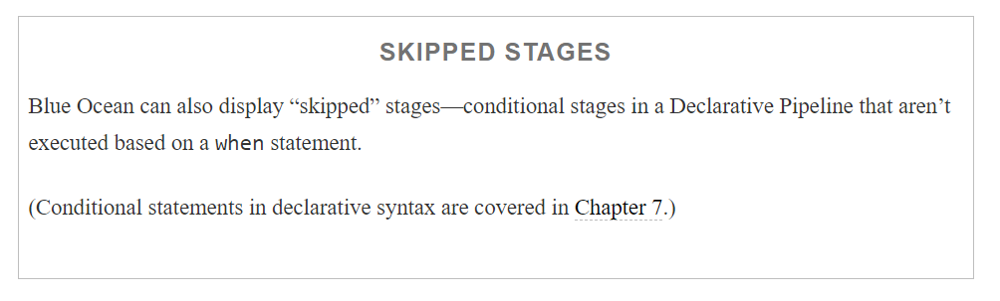 SKIPPED STAGES
Blue Ocean can also display “skipped” stages—conditional stages in a Declarative Pipeline that aren’t
executed based on a when statement.
(Conditional statements in declarative syntax are covered in Chapter 7.)